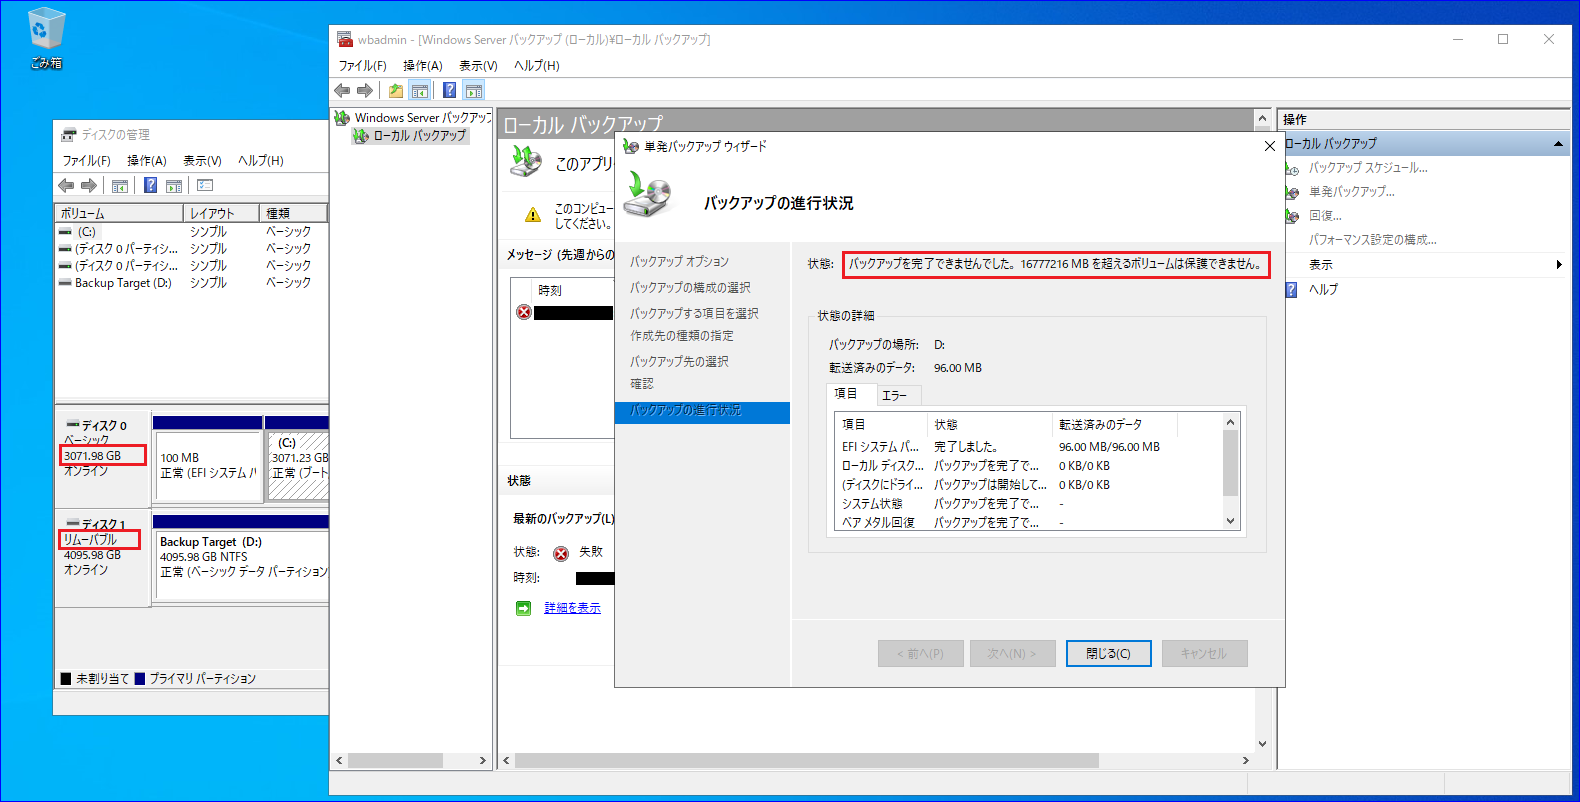 ごみ箱
ディスクの管理
ファイル(F) 操作(A) 表示(V) ヘルプ(H)
ボリューム レイアウト 種類
(C:) シンプル ベーシック
(ディスク 0 パーティシ... シンプル ベーシック
(ディスク 0 パーティシ... シンプル ベーシック
Backup Target (D:) シンプル ベーシック
ディスク 0
ベーシック
3071.98 GB
オンライン
100 MB
正常 (EFI システム パ
(C:)
3071.23 GB
正常 (ブート
ディスク 1
リムーバブル
4095.98 GB
オンライン
Backup Target (D:)
4095.98 GB NTFS
正常 (ベーシック データ パーティション
未割り当て プライマリ パーティション
wbadmin - [Windows Server バックアップ (ローカル)¥ローカル バックアップ]
ファイル(F) 操作(A) 表示(V) ヘルプ(H)
Windows Server バックアップ
ローカル バックアップ
ローカル バックアップ
このアプリ
このコンピュー
してください。
メッセージ (先週からの
時刻
状態
最新のバックアップ(L)
状態: 失敗
時刻:
詳細を表示
単発バックアップ ウィザード
バックアップの進行状況
バックアップ オプション
バックアップの構成の選択
バックアップする項目を選択
作成先の種類の指定
バックアップ先の選択
確認
バックアップの進行状況
状態: バックアップを完了できませんでした。16777216 MB を超えるボリュームは保護できません。
状態の詳細
バックアップの場所: D:
転送済みのデータ: 96.00 MB
項目 エラー
項目 状態 転送済みのデータ
EFI システム パ... 完了しました。 96.00 MB/96.00 MB
ローカル ディスク... バックアップを完了で... 0 KB/0 KB
(ディスクにドライ... バックアップは開始して... 0 KB/0 KB
システム状態 バックアップを完了で... -
ベア メタル回復 バックアップを完了で... -
< 前へ(P) 次へ(N) > 閉じる(C) キャンセル
操作
ローカル バックアップ
バックアップ スケジュール...
単発バックアップ...
回復...
パフォーマンス設定の構成...
表示
ヘルプ